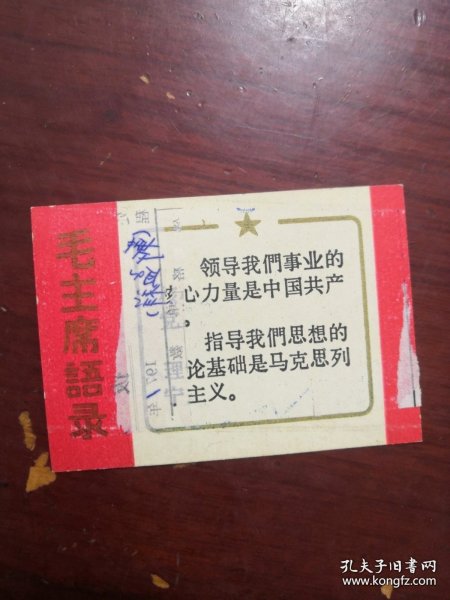 毛主席語录
领导我們事业的
心力量是中国共产
。
指导我們思想的
论基础是马克思列
主义。
197
孔夫子旧书网
www.kongfz.com